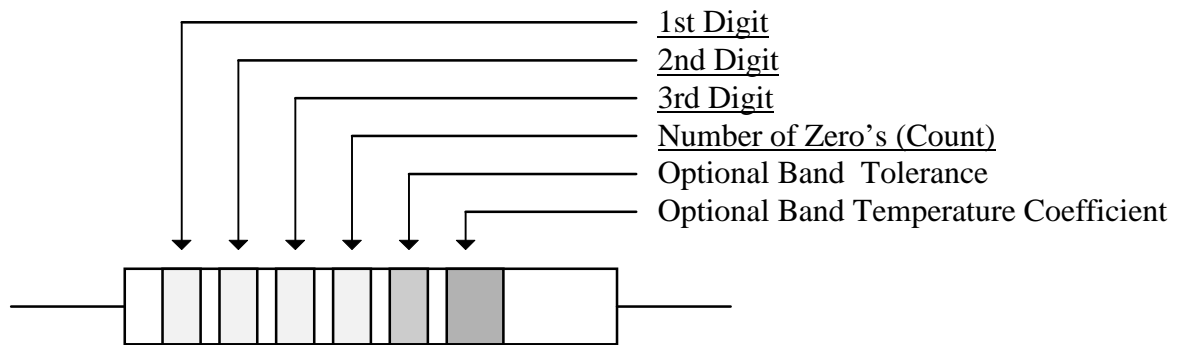 1st Digit
2nd Digit
3rd Digit
Number of Zero's (Count)
Optional Band  Tolerance
Optional Band Temperature Coefficient